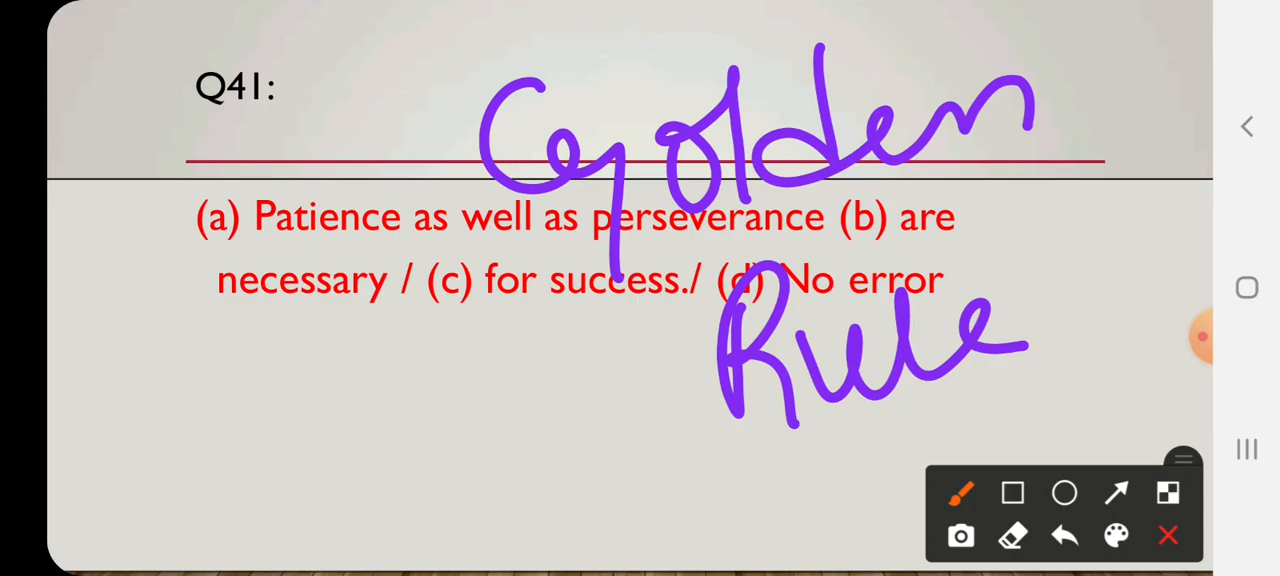 Q41:
Golden
(a) Patience as well as perseverance (b) are
necessary / (c) for success./ (d) No error
Rule